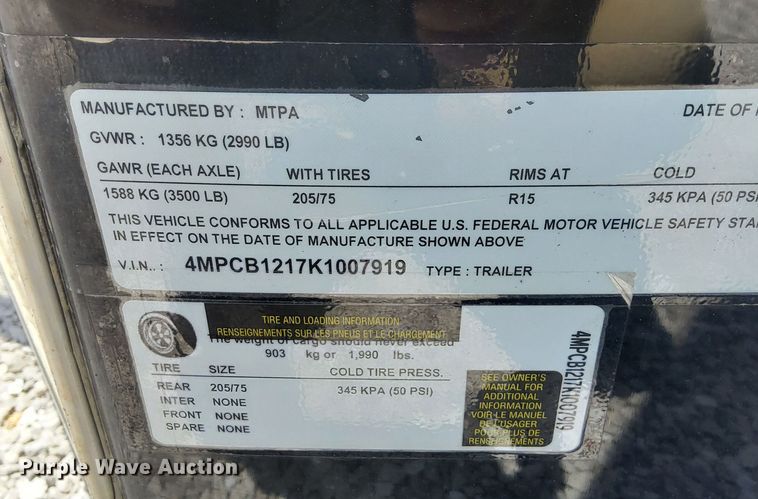 MANUFACTURED BY : MTPA DATE OF
GVWR : 1356 KG (2990 LB)
GAWR (EACH AXLE) WITH TIRES RIMS AT COLD
1588 KG (3500 LB) 205/75 R15 345 KPA (50 PSI
THIS VEHICLE CONFORMS TO ALL APPLICABLE U.S. FEDERAL MOTOR VEHICLE SAFETY STA
IN EFFECT ON THE DATE OF MANUFACTURE SHOWN ABOVE
V.I.N.. : 4MPCB1217K1007919 TYPE : TRAILER
TIRE AND LOADING INFORMATION
RENSEIGNEMENTS SUR LES PNEUS ET LE CHARGEMENT
The weight of cargo should never exceed
903 kg or 1,990 lbs.
TIRE SIZE COLD TIRE PRESS.
REAR 205/75 345 KPA (50 PSI)
INTER NONE
FRONT NONE
SPARE NONE
SEE OWNER'S
MANUAL FOR
ADDITIONAL
INFORMATION
VOIR LE MANUEL
DE L'USAGER
POUR PLUS DE
RENSEIGNEMENTS
4MPCB1217K1007919
Purple Wave Auction